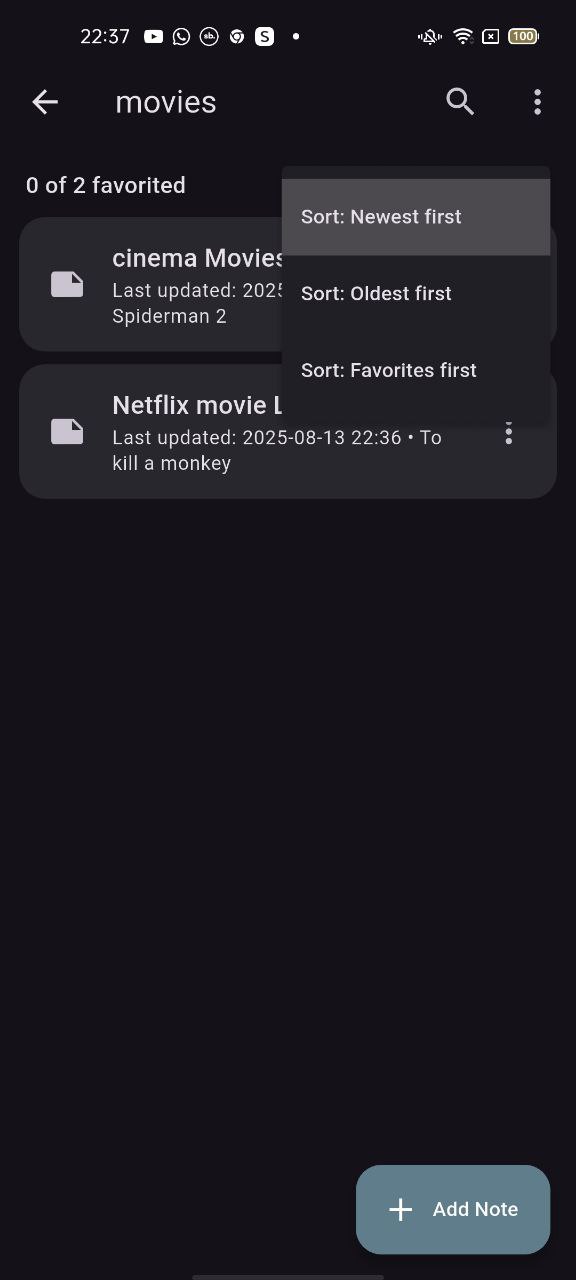 22:37
100
movies
0 of 2 favorited
Sort: Newest first
cinema Movies
Last updated:
Spiderman 2
Sort: Oldest first
Sort: Favorites first
Netflix movie
Last updated: 2025-08-13 22:36 • To
kill a monkey
Add Note